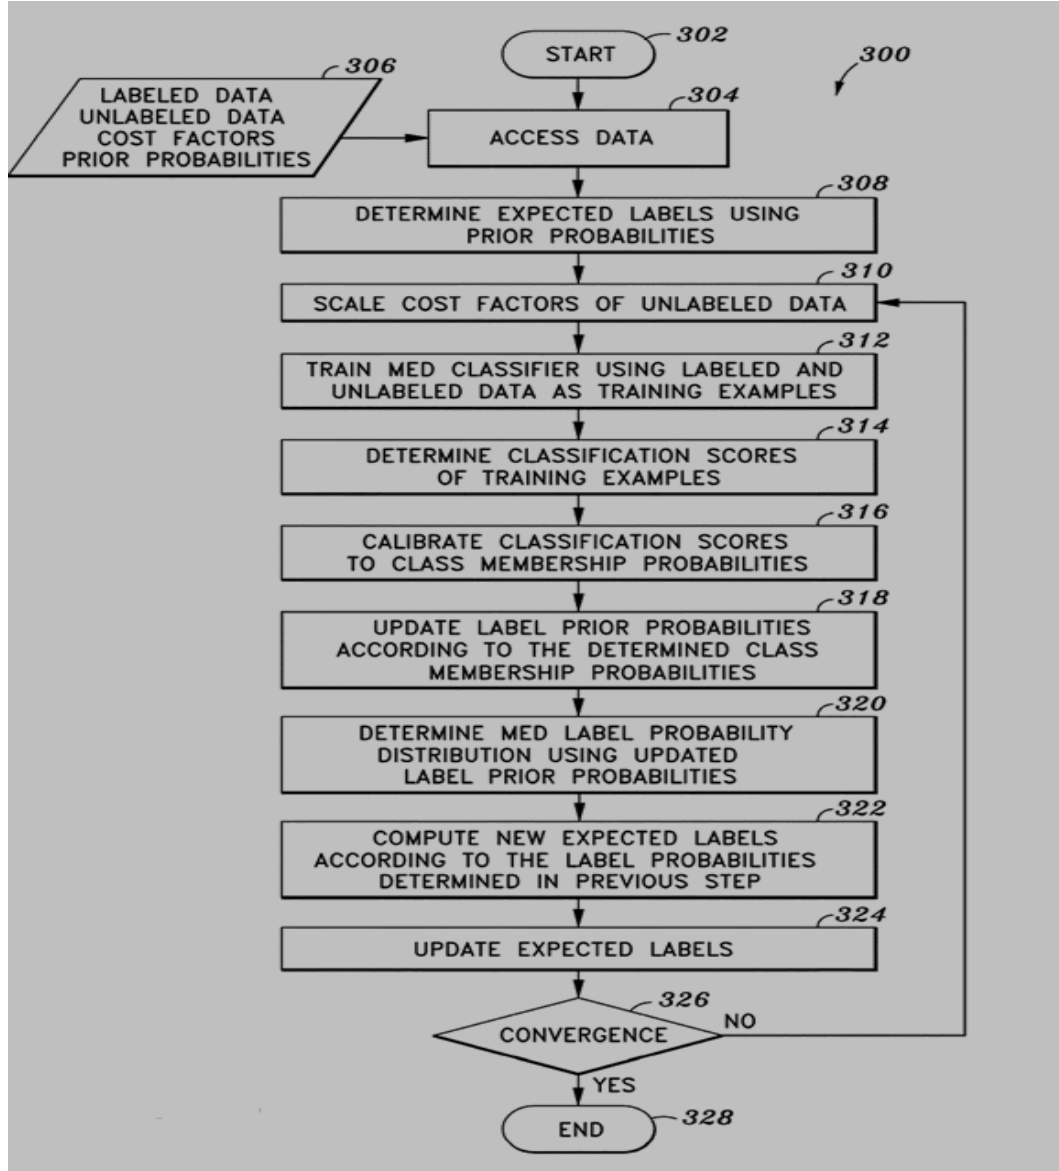 START
302
300
306
LABELED DATA
UNLABELED DATA
COST FACTORS
PRIOR PROBABILITIES
304
ACCESS DATA
308
DETERMINE EXPECTED LABELS USING
PRIOR PROBABILITIES
310
SCALE COST FACTORS OF UNLABELED DATA
312
TRAIN MED CLASSIFIER USING LABELED AND
UNLABELED DATA AS TRAINING EXAMPLES
314
DETERMINE CLASSIFICATION SCORES
OF TRAINING EXAMPLES
316
CALIBRATE CLASSIFICATION SCORES
TO CLASS MEMBERSHIP PROBABILITIES
318
UPDATE LABEL PRIOR PROBABILITIES
ACCORDING TO THE DETERMINED CLASS
MEMBERSHIP PROBABILITIES
320
DETERMINE MED LABEL PROBABILITY
DISTRIBUTION USING UPDATED
LABEL PRIOR PROBABILITIES
322
COMPUTE NEW EXPECTED LABELS
ACCORDING TO THE LABEL PROBABILITIES
DETERMINED IN PREVIOUS STEP
324
UPDATE EXPECTED LABELS
326
CONVERGENCE
NO
YES
END
328